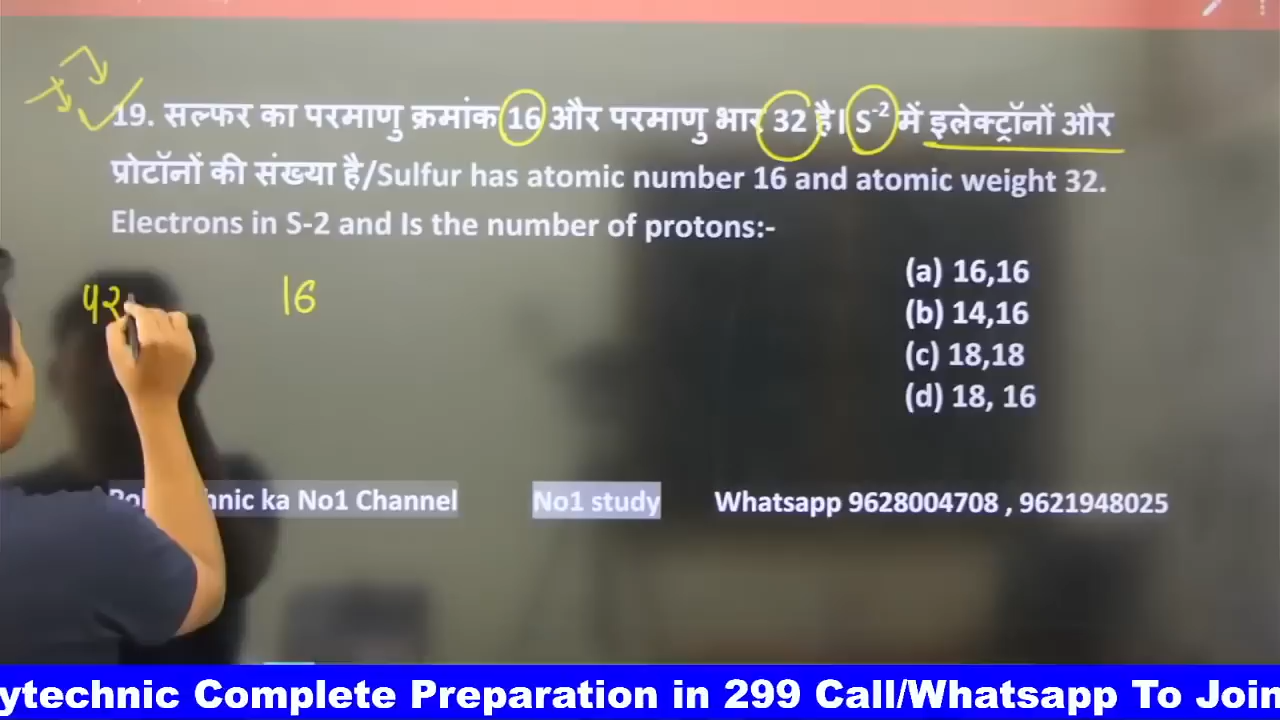 19. सल्फर का परमाणु क्रमांक 16 और परमाणु भार 32 है। S-2 में इलेक्ट्रॉनों और
प्रोटॉनों की संख्या है/Sulfur has atomic number 16 and atomic weight 32.
Electrons in S-2 and Is the number of protons:-
16
(a) 16,16
(b) 14,16
(c) 18,18
(d) 18, 16
ka No1 Channel No1 study Whatsapp 9628004708 , 9621948025
ytechnic Complete Preparation in 299 Call/Whatsapp To Join